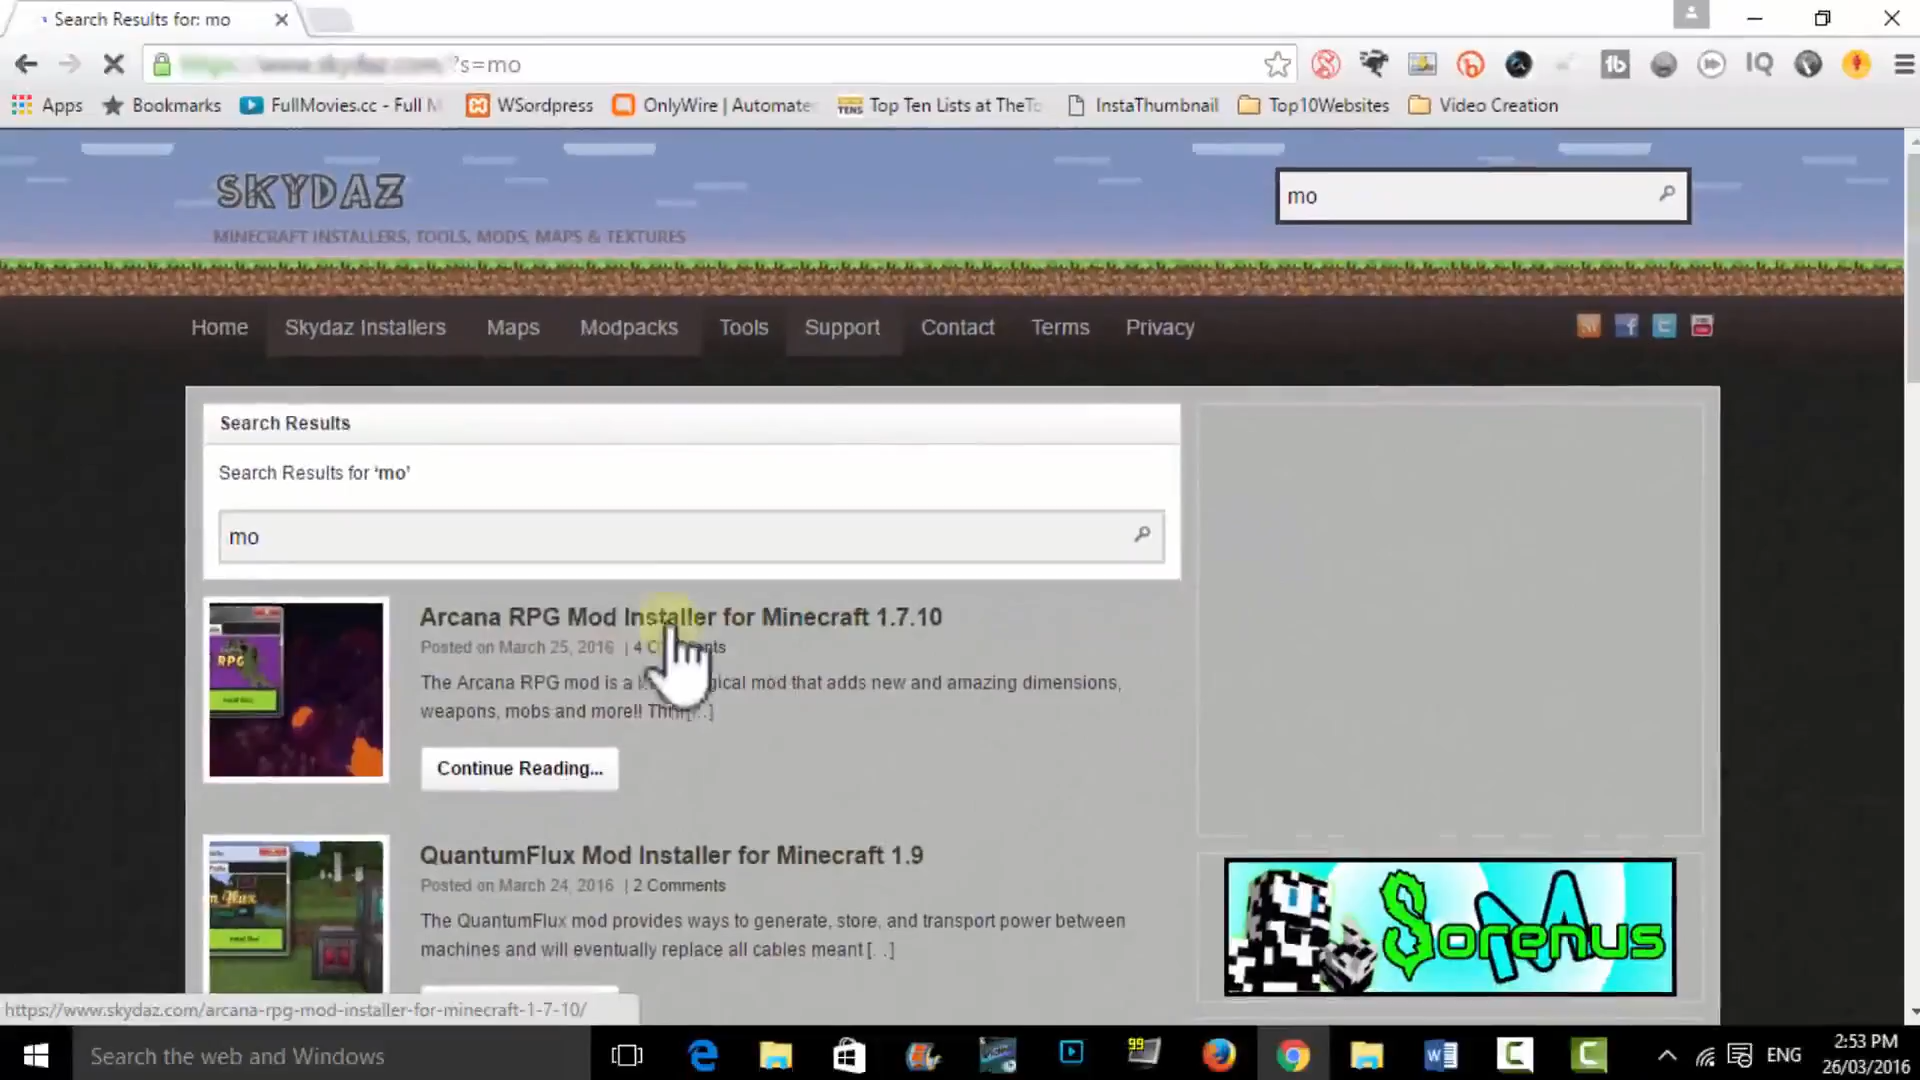 Search Results for: mo
?s=mo
Apps
Bookmarks
FullMovies.cc - Full M
WSordpress
OnlyWire | Automate
TENS
Top Ten Lists at TheTo
InstaThumbnail
Top10Websites
Video Creation
SKYDAZ
MINECRAFT INSTALLERS, TOOLS, MODS, MAPS & TEXTURES
mo
Home
Skydaz Installers
Maps
Modpacks
Tools
Support
Contact
Terms
Privacy
Search Results
Search Results for 'mo'
mo
Arcana RPG Mod Installer for Minecraft 1.7.10
Posted on March 25, 2016 | 4
The Arcana RPG mod is a mod that adds new and amazing dimensions,
weapons, mobs and more!! [...]
Continue Reading...
RPG
QuantumFlux Mod Installer for Minecraft 1.9
Posted on March 24, 2016 | 2 Comments
The QuantumFlux mod provides ways to generate, store, and transport power between
machines and will eventually replace all cables meant [...]
Sorenus
M
https://www.skydaz.com/arcana-rpg-mod-installer-for-minecraft-1-7-10/
Search the web and Windows
99
ENG
2:53 PM
26/03/2016